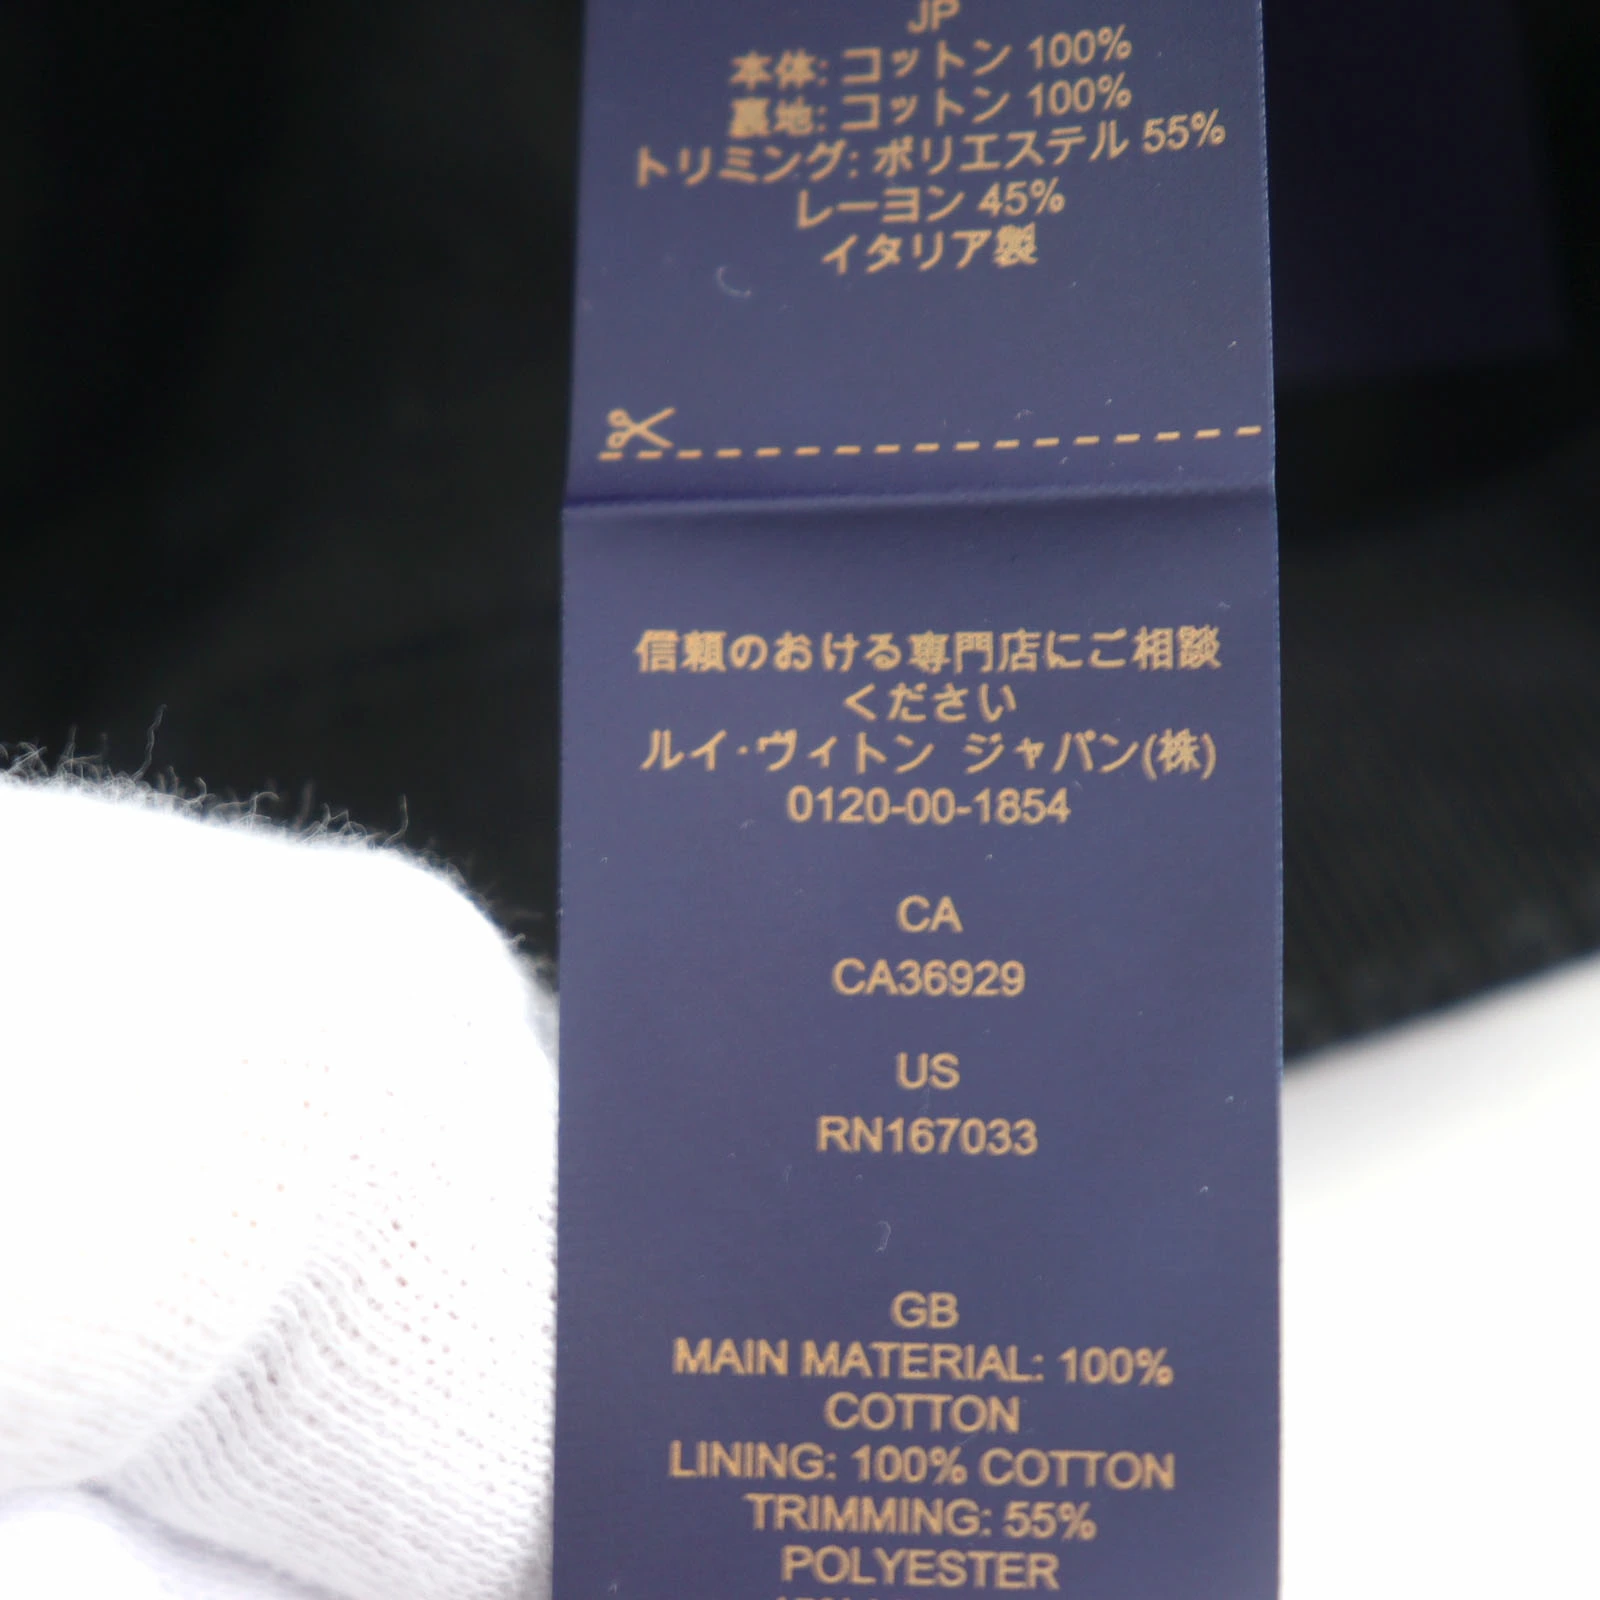 JP
本体: コットン 100%
裏地: コットン 100%
トリミング: ポリエステル 55%
レーヨン 45%
イタリア製
信頼のおける専門店にご相談
ください
ルイ·ヴィトン ジャパン(株)
0120-00-1854
CA
CA36929
US
RN167033
GB
MAIN MATERIAL: 100%
COTTON
LINING: 100% COTTON
TRIMMING: 55%
POLYESTER